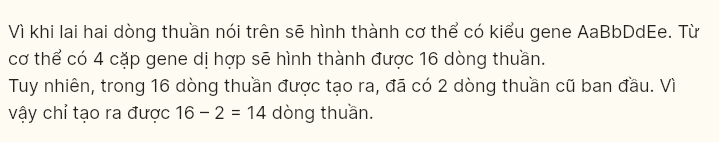 Vì khi lai hai dòng thuần nói trên sẽ hình thành cơ thể có kiểu gene AaBbDdEe. Từ
cơ thể có 4 cặp gene dị hợp sẽ hình thành được 16 dòng thuần.
Tuy nhiên, trong 16 dòng thuần được tạo ra, đã có 2 dòng thuần cũ ban đầu. Vì
vậy chỉ tạo ra được 16 – 2 = 14 dòng thuần.